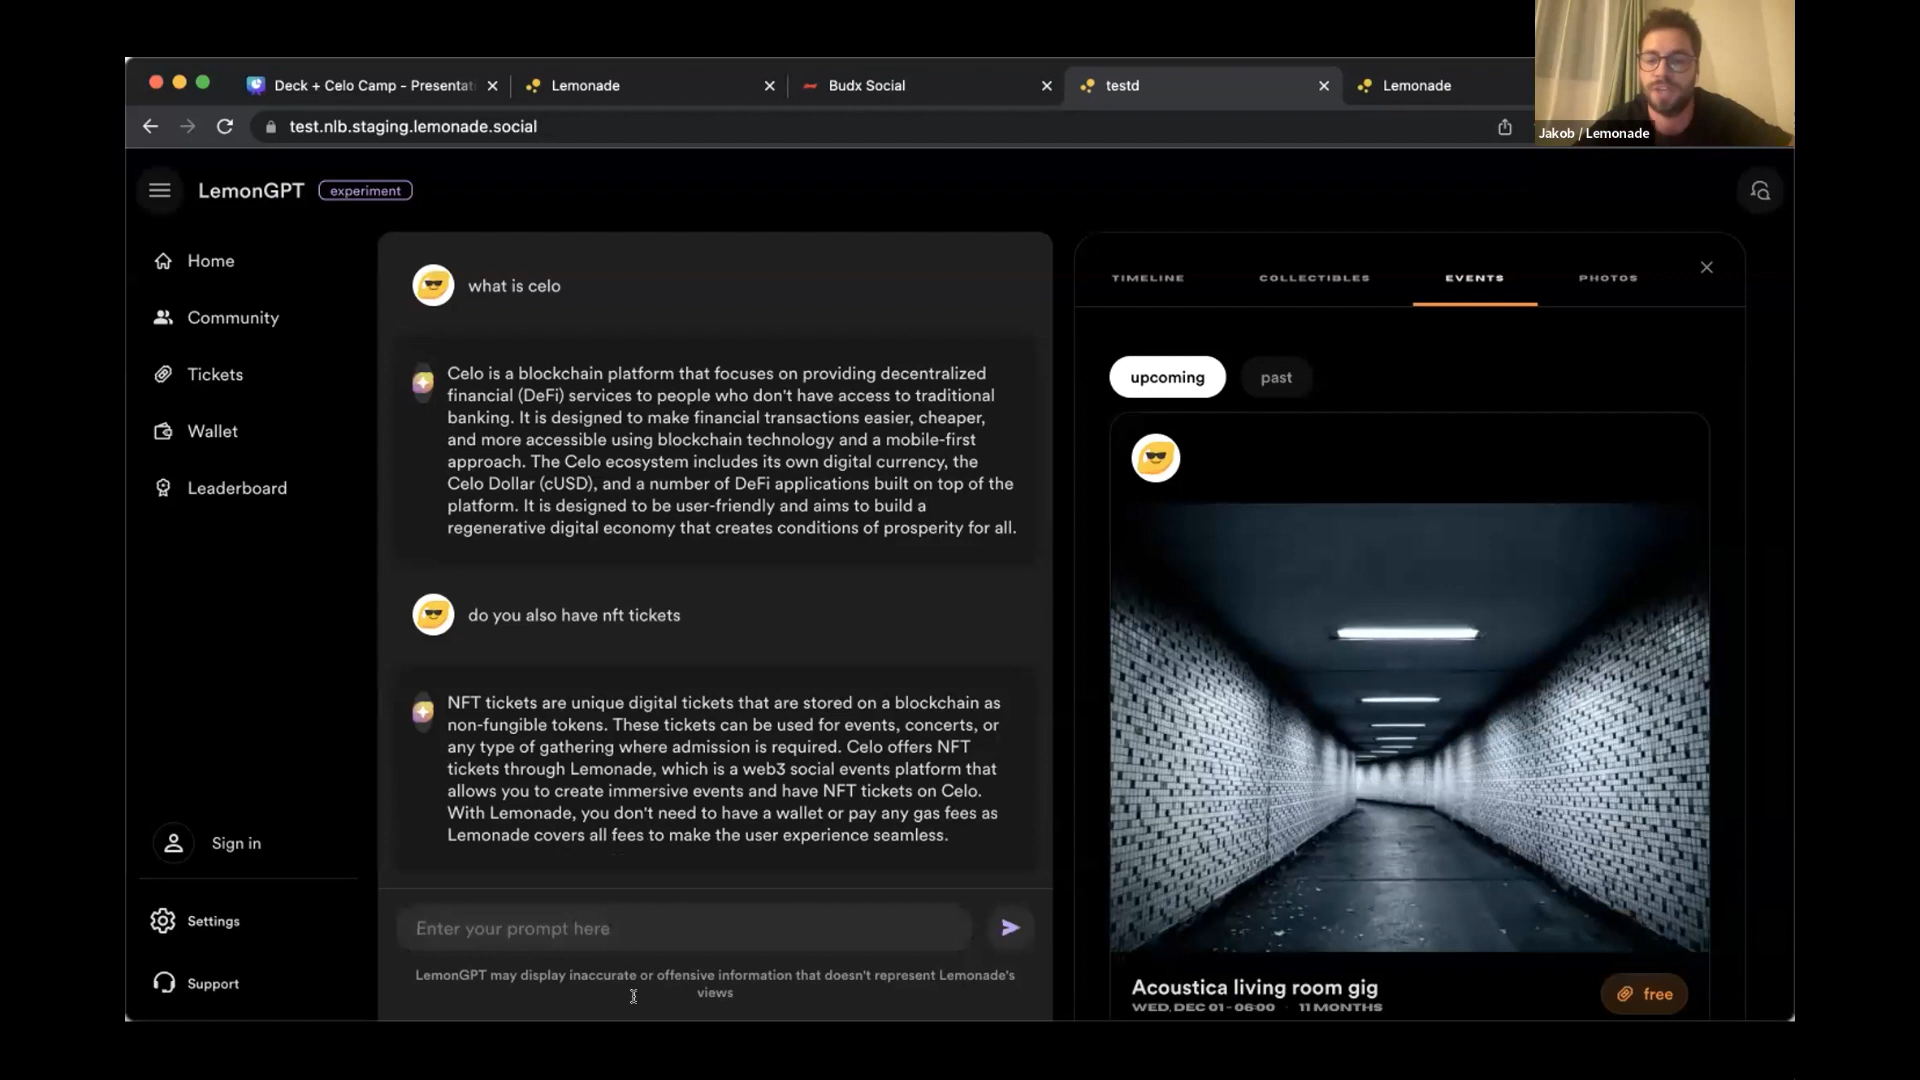 Deck + Celo Camp - Presentat
Lemonade
Budx Social
testd
Lemonade
test.nlb.staging.lemonade.social
Jakob / Lemonade
LemonGPT
experiment
Home
Community
Tickets
Wallet
Leaderboard
Sign in
Settings
Support
what is celo
Celo is a blockchain platform that focuses on providing decentralized
financial (DeFi) services to people who don't have access to traditional
banking. It is designed to make financial transactions easier, cheaper,
and more accessible using blockchain technology and a mobile-first
approach. The Celo ecosystem includes its own digital currency, the
Celo Dollar (cUSD), and a number of DeFi applications built on top of the
platform. It is designed to be user-friendly and aims to build a
regenerative digital economy that creates conditions of prosperity for all.
do you also have nft tickets
NFT tickets are unique digital tickets that are stored on a blockchain as
non-fungible tokens. These tickets can be used for events, concerts, or
any type of gathering where admission is required. Celo offers NFT
tickets through Lemonade, which is a web3 social events platform that
allows you to create immersive events and have NFT tickets on Celo.
With Lemonade, you don't need to have a wallet or pay any gas fees as
Lemonade covers all fees to make the user experience seamless.
Enter your prompt here
LemonGPT may display inaccurate or offensive information that doesn't represent Lemonade's
views
TIMELINE
COLLECTIBLES
EVENTS
PHOTOS
upcoming
past
Acoustica living room gig
WED, DEC 01 - 06:00 · 11 MONTHS
free